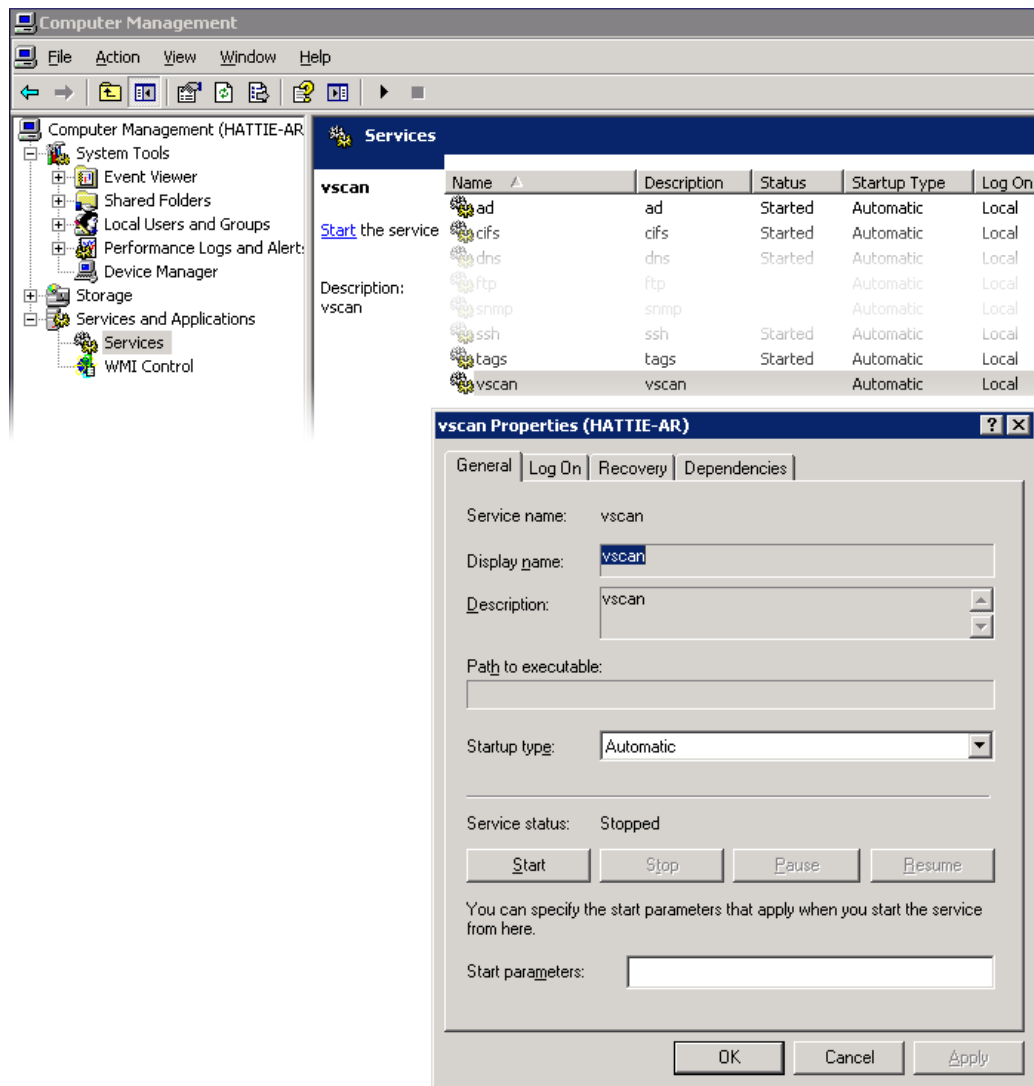 Computer Management
File Action View Window Help
Computer Management (HATTIE-AR
System Tools
Event Viewer
Shared Folders
Local Users and Groups
Performance Logs and Alert:
Device Manager
Storage
Services and Applications
Services
WMI Control
Services
vscan
Start the service
Description:
vscan
Name Description Status Startup Type Log On
ad ad Started Automatic Local
cifs cifs Started Automatic Local
dns dns Started Automatic Local
ftp ftp Automatic Local
snmp snmp Automatic Local
ssh ssh Started Automatic Local
tags tags Started Automatic Local
vscan vscan Automatic Local
vscan Properties (HATTIE-AR)
General Log On Recovery Dependencies
Service name: vscan
Display name: vscan
Description: vscan
Path to executable:
Startup type: Automatic
Service status: Stopped
Start Stop Pause Resume
You can specify the start parameters that apply when you start the service
from here.
Start parameters:
OK Cancel Apply